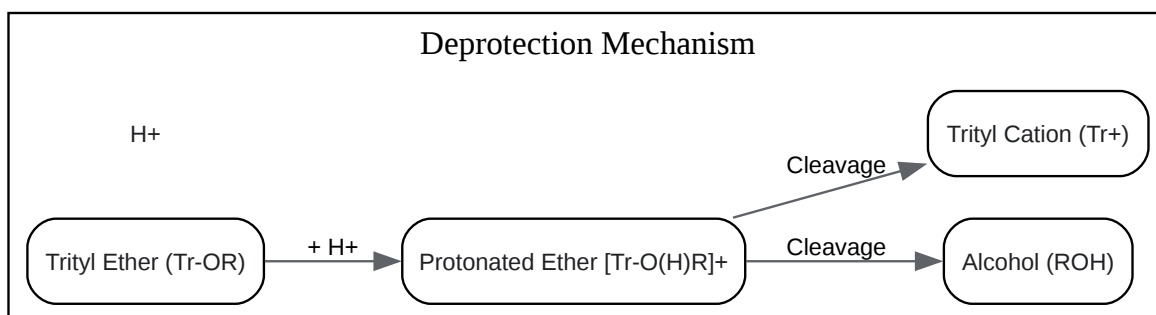 Deprotection Mechanism
H+
Trityl Cation (Tr+)
Cleavage
Trityl Ether (Tr-OR)
+ H+
Protonated Ether [Tr-O(H)R]+
Cleavage
Alcohol (ROH)